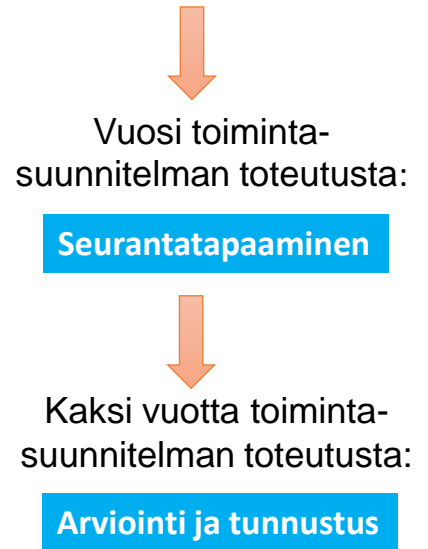 Vuosi toiminta-
suunnitelman toteutusta:
Seurantatapaaminen
Kaksi vuotta toiminta-
suunnitelman toteutusta:
Arviointi ja tunnustus